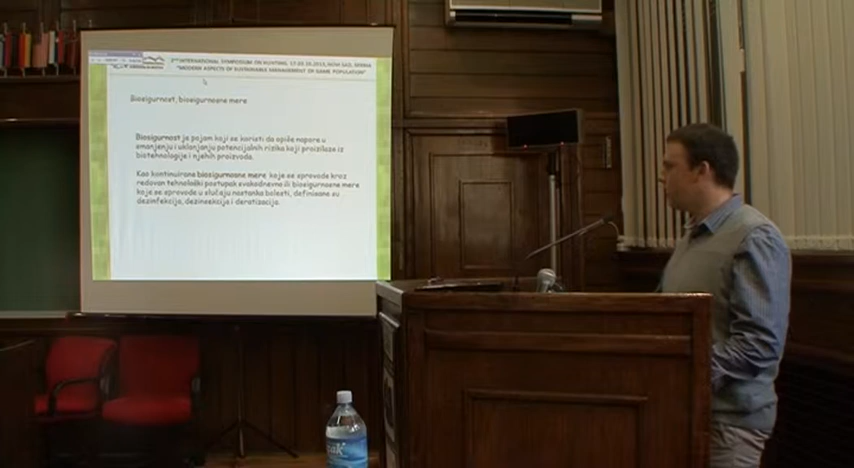 2ND INTERNATIONAL SYMPOSIUM ON HUNTING, 17-20.10.2013, NOVI SAD, SERBIA
"MODERN ASPECTS OF SUSTAINABLE MANAGEMENT OF GAME POPULATION"
Biosigurnost, biosigurnosne mere
Biosigurnost je pojam koji se koristi da opiše napore u
smanjenju i uklanjanju potencijalnih rizika koji proizilaze iz
biotehnologije i njenih proizvoda.
Kao kontinuirane biosigurnosne mere koje se sprovode kroz
redovan tehnološki postupak svakodnevno ili biosigurnosne mere
koje se sprovode u slučaju nastanka bolesti, definisane su
dezinfekcija, dezinsekcija i deratizacija.